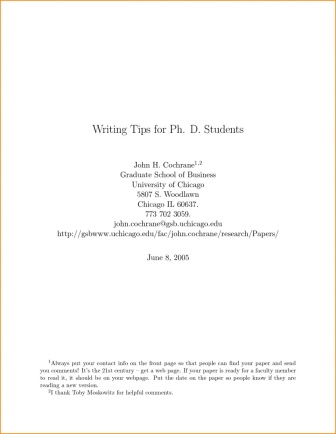 Writing Tips for Ph. D. Students
John H. Cochrane1,2
Graduate School of Business
University of Chicago
5807 S. Woodlawn
Chicago IL 60637.
773 702 3059.
john.cochrane@gsb.uchicago.edu
http://gsbwww.uchicago.edu/fac/john.cochrane/research/Papers/
June 8, 2005
1Always put your contact info on the front page so that people can find your paper and send
you comments! It's the 21st century – get a web page. If your paper is ready for a faculty member
to read it, it should be on your webpage. Put the date on the paper so people know if they are
reading a new version.
2I thank Toby Moskowitz for helpful comments.